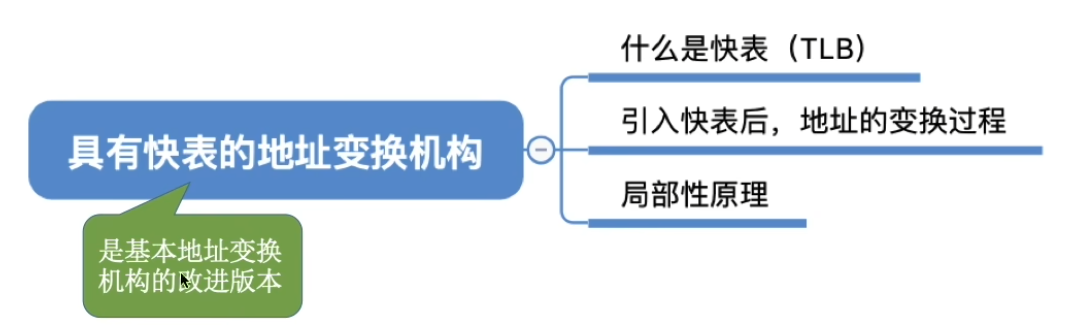 什么是快表（TLB）
引入快表后，地址的变换过程
具有快表的地址变换机构
局部性原理
是基本地址变换
机构的改进版本